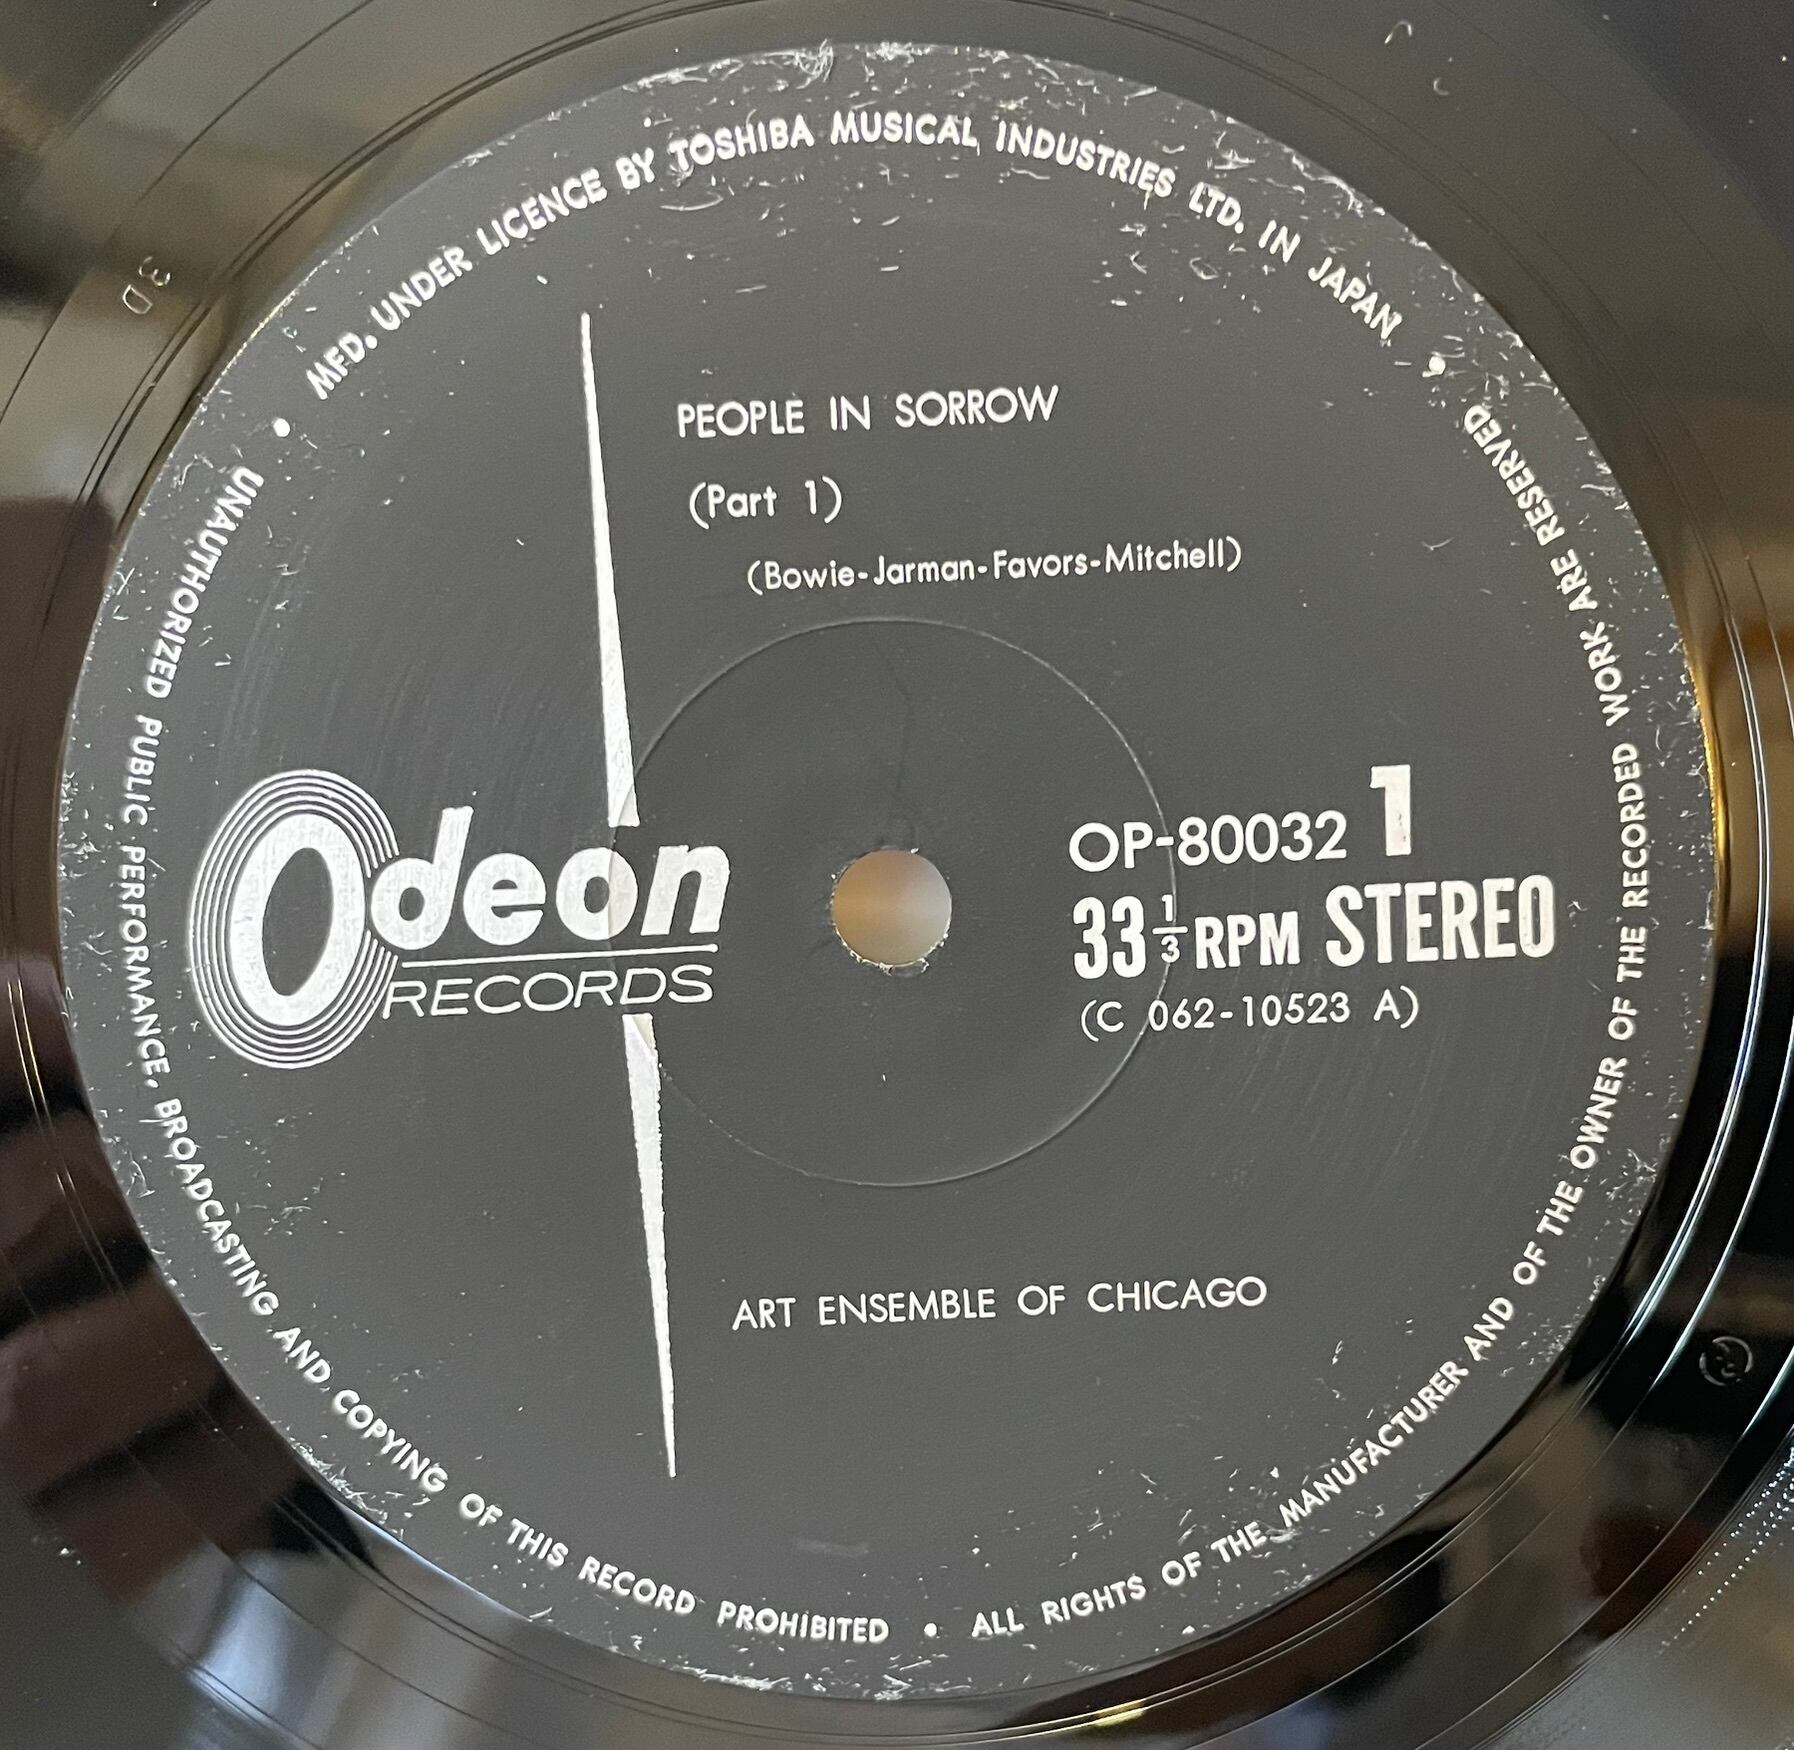 MFD. UNDER LICENCE BY TOSHIBA MUSICAL INDUSTRIES LTD. IN JAPAN •
PEOPLE IN SORROW
(Part 1)
(Bowie-Jarman-Favors-Mitchell)
Odeon
RECORDS
OP-80032 1
33 1/3 RPM STEREO
(C 062-10523 A)
ART ENSEMBLE OF CHICAGO
• UNAUTHORIZED PUBLIC PERFORMANCE, BROADCASTING AND COPYING OF THIS RECORD PROHIBITED • ALL RIGHTS OF THE MANUFACTURER AND OF THE OWNER OF THE RECORDED WORK ARE RESERVED
3D